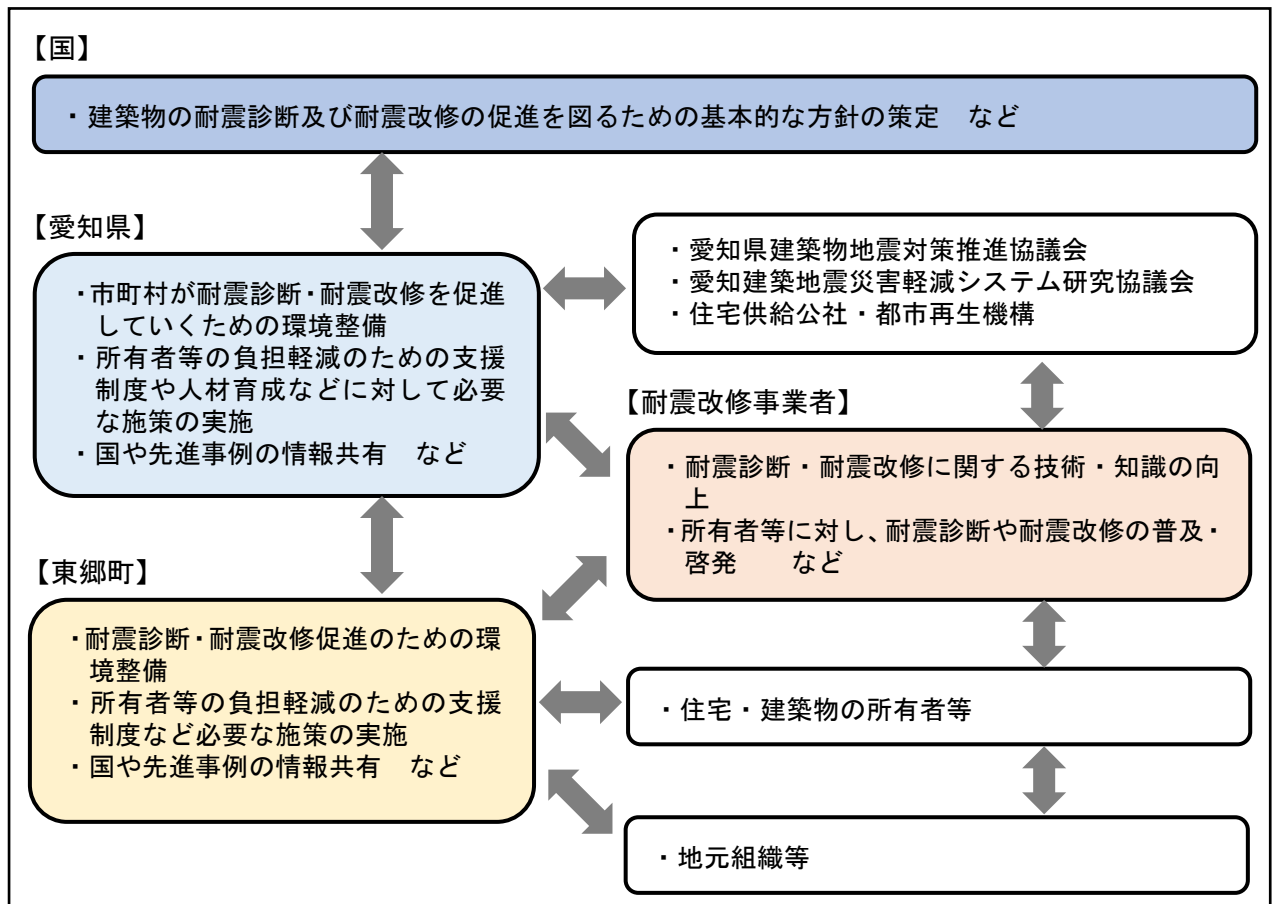 【国】
・建築物の耐震診断及び耐震改修の促進を図るための基本的な方針の策定　など
【愛知県】
・市町村が耐震診断・耐震改修を促進
していくための環境整備
・所有者等の負担軽減のための支援
制度や人材育成などに対して必要
な施策の実施
・国や先進事例の情報共有　など
・愛知県建築物地震対策推進協議会
・愛知建築地震災害軽減システム研究協議会
・住宅供給公社・都市再生機構
【耐震改修事業者】
・耐震診断・耐震改修に関する技術・知識の向
上
・所有者等に対し、耐震診断や耐震改修の普及・
啓発　　など
【東郷町】
・耐震診断・耐震改修促進のための環
境整備
・所有者等の負担軽減のための支援
制度など必要な施策の実施
・国や先進事例の情報共有　など
・住宅・建築物の所有者等
・地元組織等